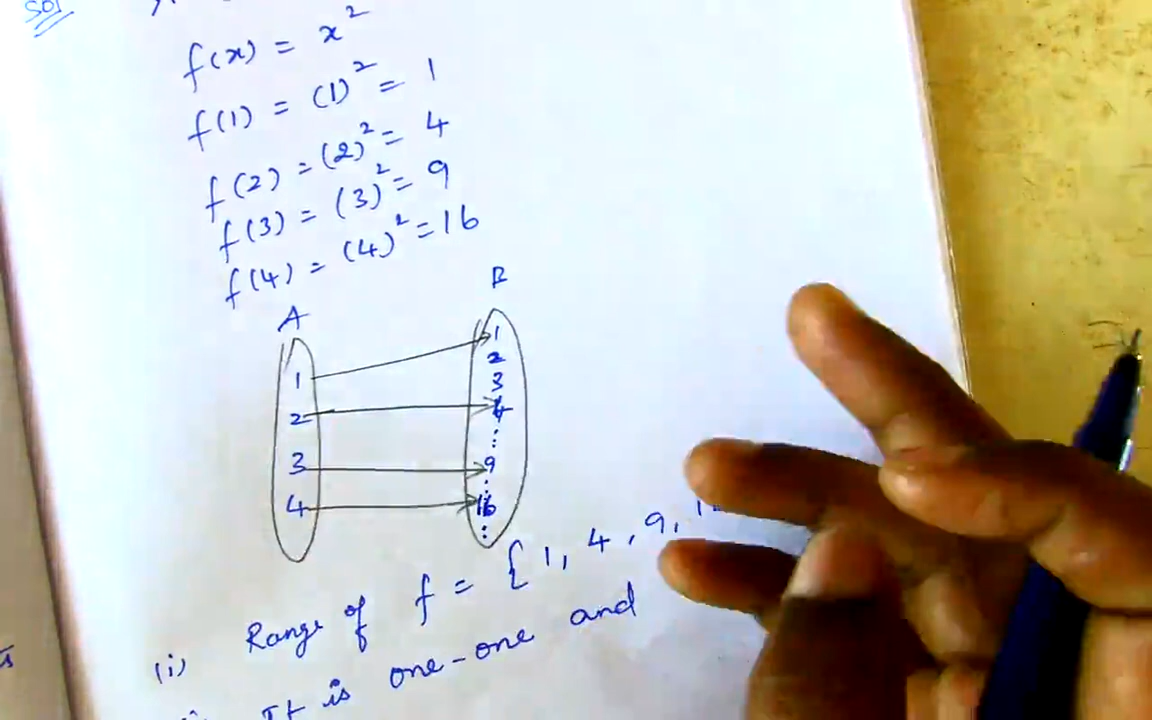 Sol
f(x) = x²
f(1) = (1)² = 1
f(2) = (2)² = 4
f(3) = (3)² = 9
f(4) = (4)² = 16
A B
1 1
2
3
2 4
⋮
3 9
⋮
4 16
⋮
(i) Range of f = {1, 4, 9, 1
It is one-one and